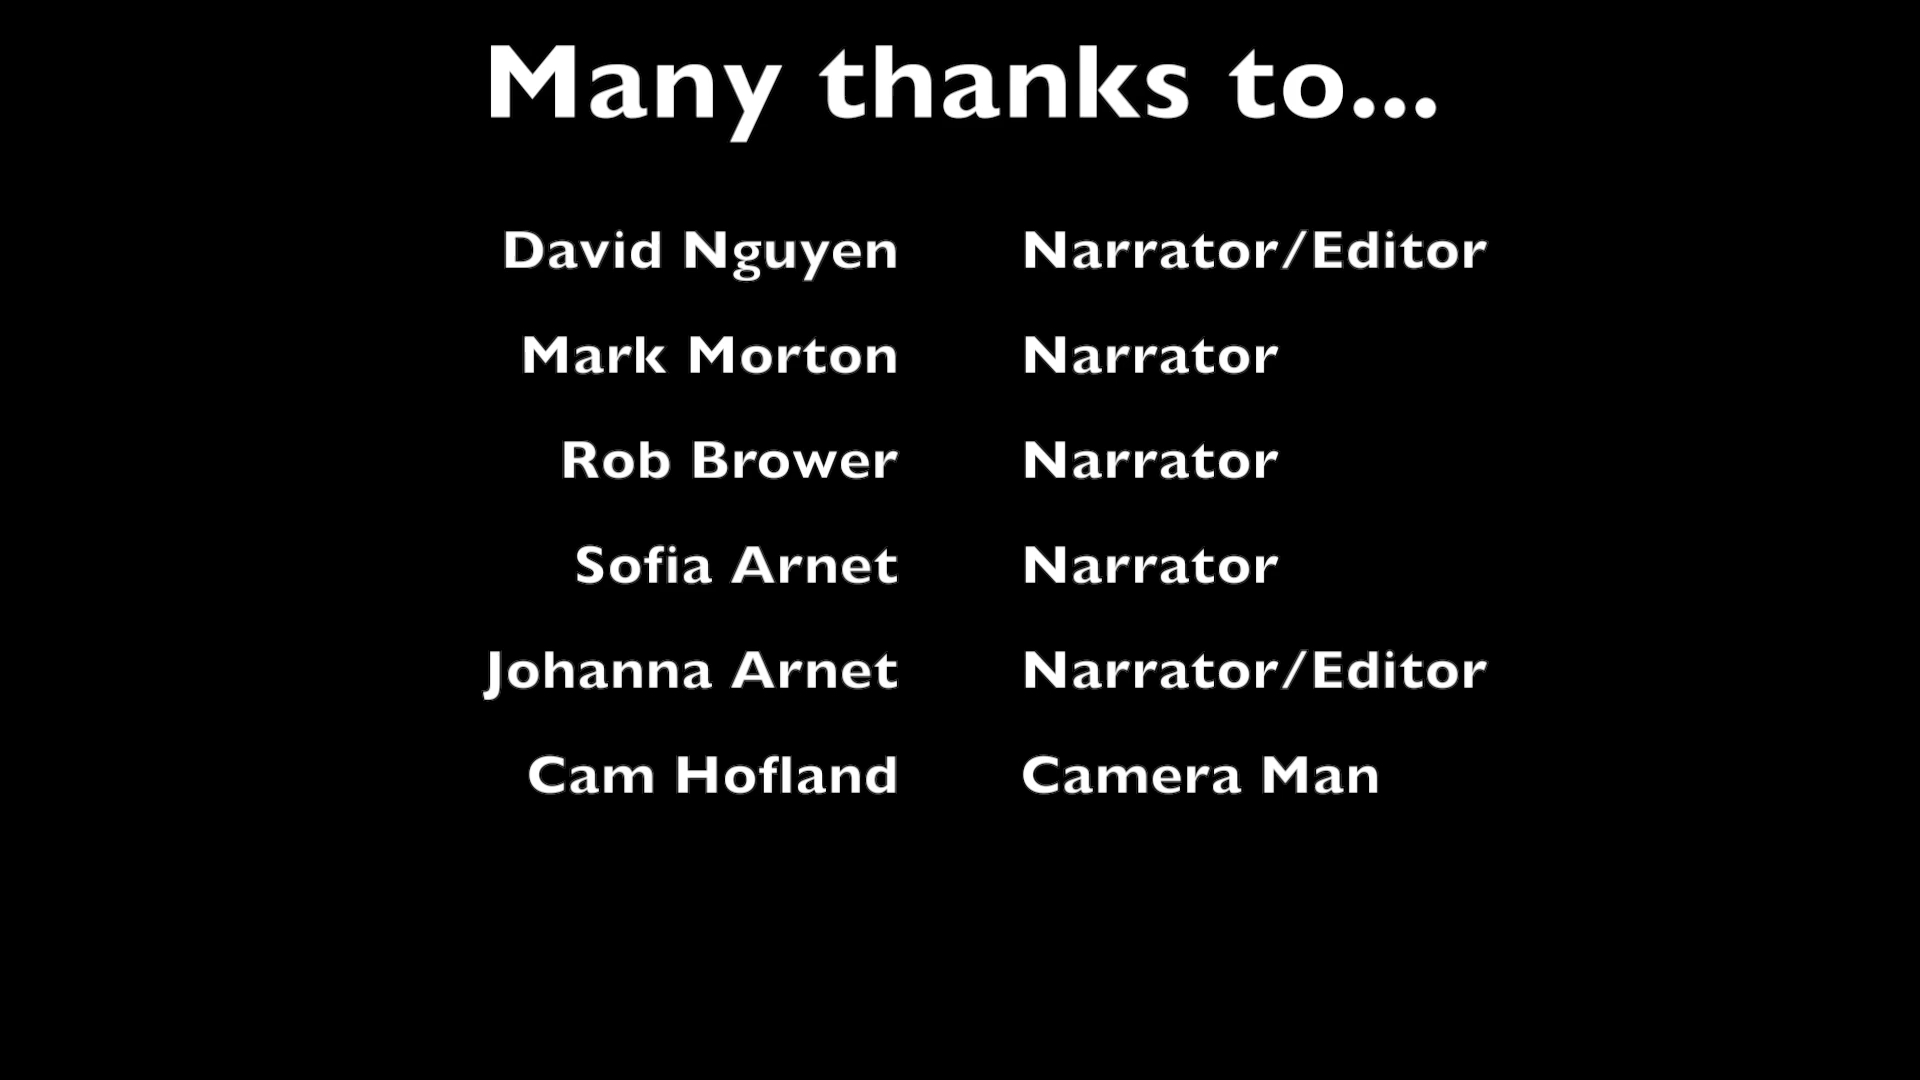 Many thanks to...
David Nguyen Narrator/Editor
Mark Morton Narrator
Rob Brower Narrator
Sofia Arnet Narrator
Johanna Arnet Narrator/Editor
Cam Hofland Camera Man